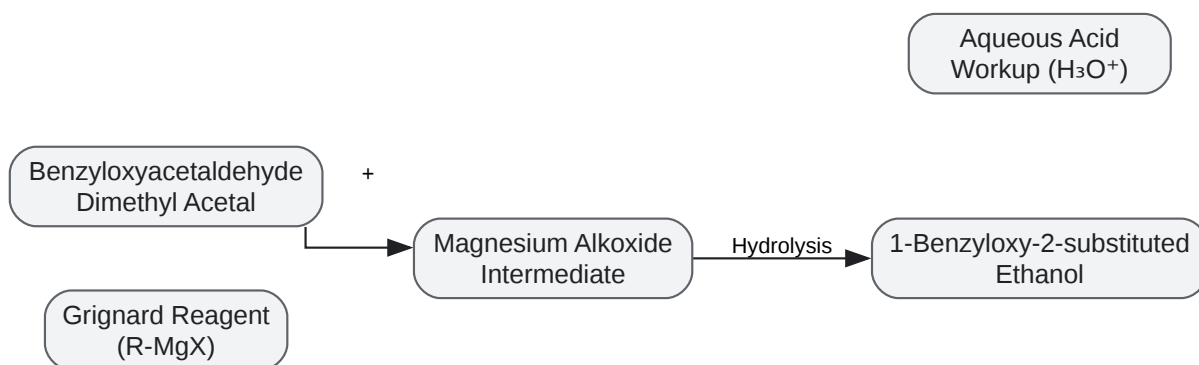 Aqueous Acid
Workup (H₃O⁺)
Benzyloxyacetaldehyde
Dimethyl Acetal
+
Magnesium Alkoxide
Intermediate
Hydrolysis
1-Benzyloxy-2-substituted
Ethanol
Grignard Reagent
(R-MgX)